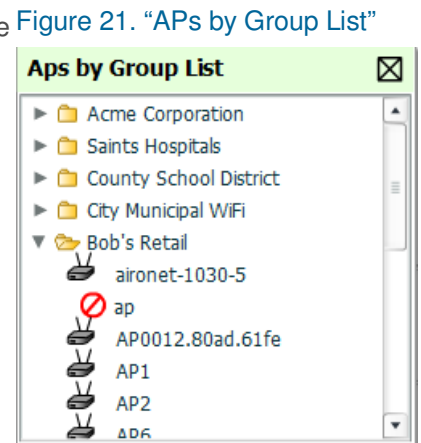 e Figure 21. “APs by Group List”
Aps by Group List
Acme Corporation
Saints Hospitals
County School District
City Municipal WiFi
Bob's Retail
aironet-1030-5
ap
AP0012.80ad.61fe
AP1
AP2
AP6